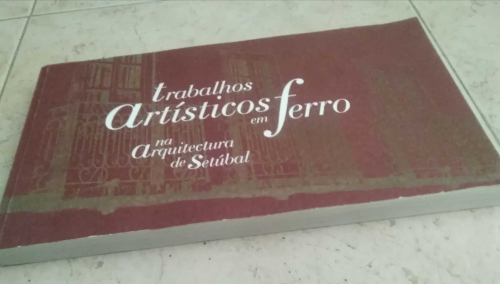 trabalhos
artísticos em ferro
na
arquitectura
de Setúbal